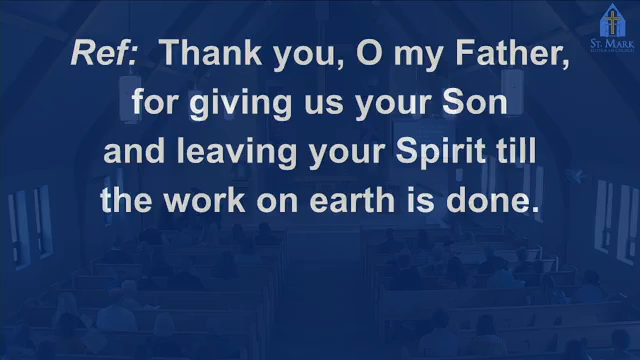 Ref: Thank you, O my Father,
for giving us your Son
and leaving your Spirit till
the work on earth is done.
St. Mark